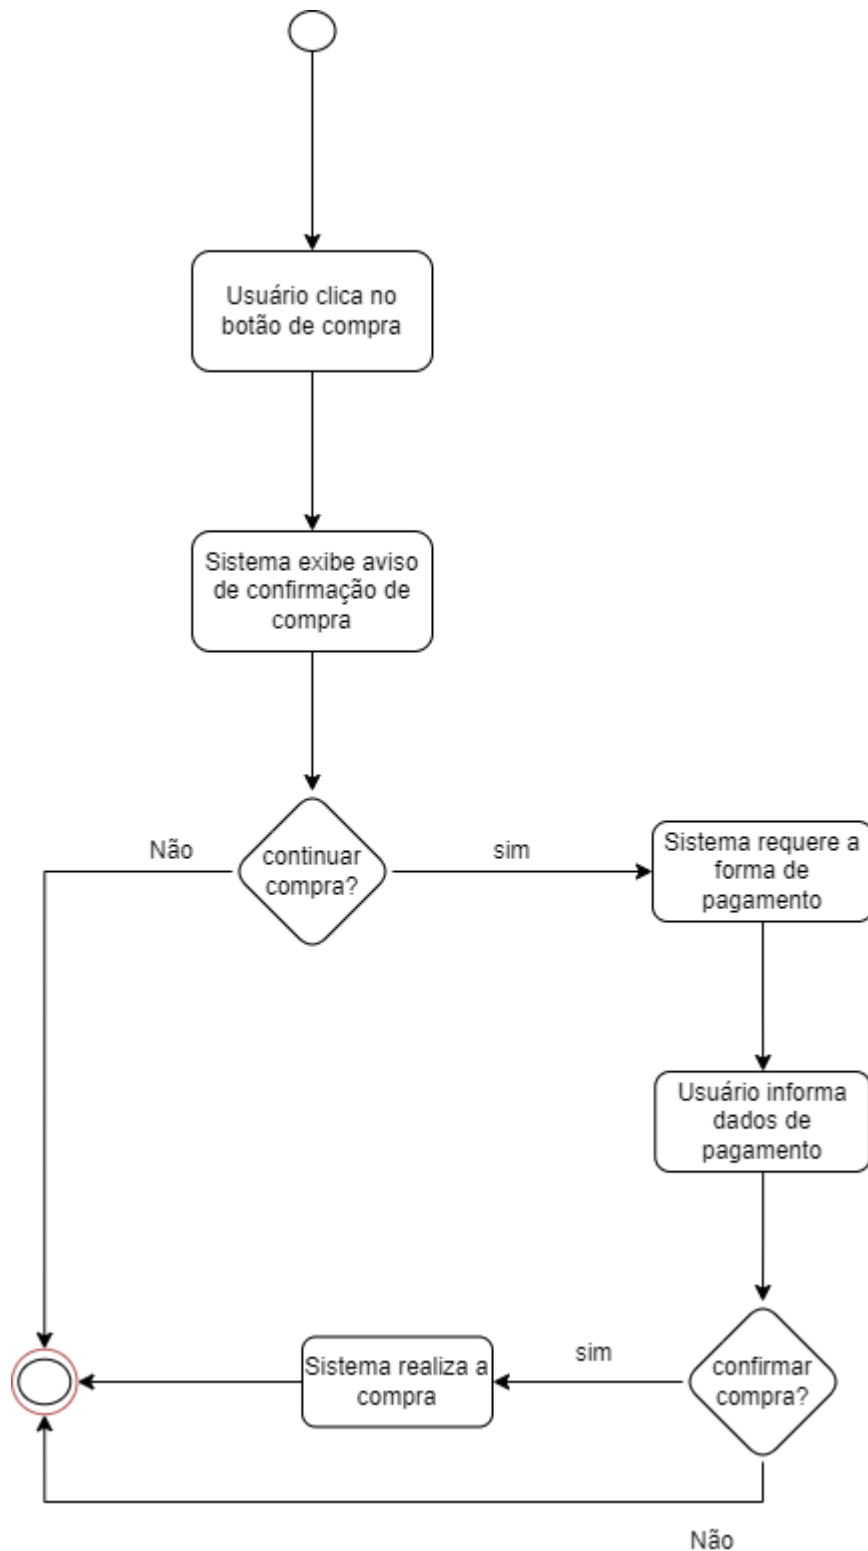 Usuário clica no
botão de compra
Sistema exibe aviso
de confirmação de
compra
Não
continuar
compra?
sim
Sistema requere a
forma de
pagamento
Usuário informa
dados de
pagamento
confirmar
compra?
sim
Sistema realiza a
compra
Não